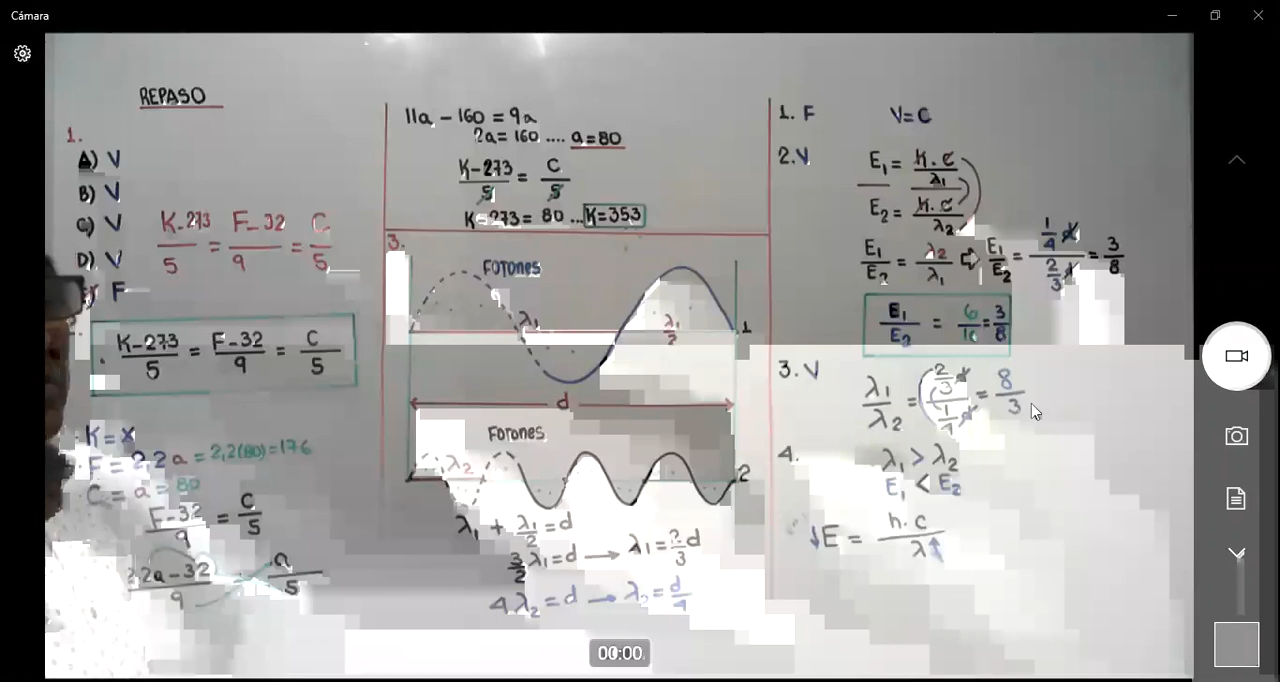 Cámara
REPASO
1.
A) V
B) V
C) V
D) V
F
K-273/5 = F-32/9 = C/5
K-273/5 = F-32/9 = C/5
K = x
F = 2.2a = 2,2(80) = 176
C = a = 80
F-32/9 = C/5
2a-32/9 a/5
11a - 160 = 9a
2a = 160 .... a = 80
K-273/5 = C/5
K-273 = 80 ... K = 353
3.
Fotones
λ1
λ1/2
1
d
Fotones
λ2
2
λ1 + λ1/2 = d
3/2 λ1 = d → λ1 = 2/3 d
4λ2 = d → λ2 = d/4
1. F V = C
2. V E1 = h.c/λ1
E2 = h.c/λ2
E1/E2 = λ2/λ1 ⇒ E1/E2 = 1/4 d / 2/3 d = 3/8
E1/E2 = 6/16 = 3/8
3. V λ1/λ2 = (2/3 d / 1/4 d) = 8/3
4. λ1 > λ2
E1 < E2
↓E = h.c/λ↑
00:00